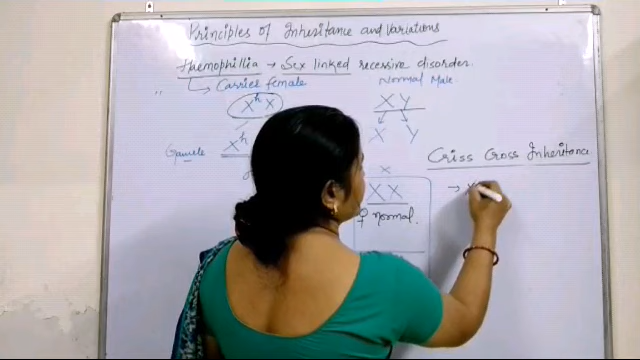 Principles of Inheritance and Variations
Haemophillia → Sex linked recessive disorder.
Carrier female
Normal Male.
XʰX
XY
Gamete
Xʰ
X Y
x
XX
♀ normal.
Criss Cross Inheritance
→